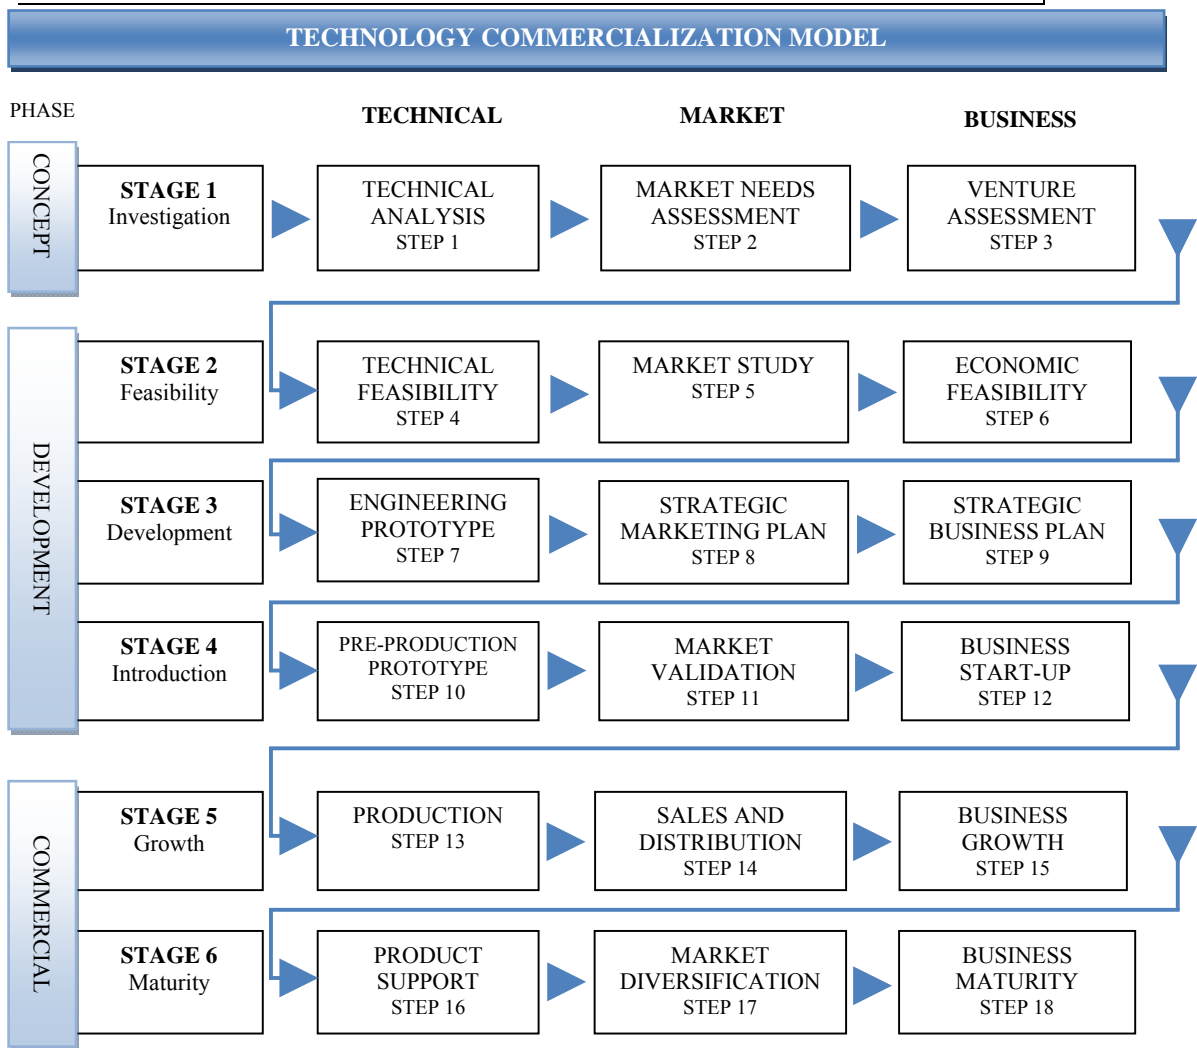 TECHNOLOGY COMMERCIALIZATION MODEL
PHASE
TECHNICAL
MARKET
BUSINESS
CONCEPT
STAGE 1
Investigation
TECHNICAL
ANALYSIS
STEP 1
MARKET NEEDS
ASSESSMENT
STEP 2
VENTURE
ASSESSMENT
STEP 3
DEVELOPMENT
STAGE 2
Feasibility
TECHNICAL
FEASIBILITY
STEP 4
MARKET STUDY
STEP 5
ECONOMIC
FEASIBILITY
STEP 6
STAGE 3
Development
ENGINEERING
PROTOTYPE
STEP 7
STRATEGIC
MARKETING PLAN
STEP 8
STRATEGIC
BUSINESS PLAN
STEP 9
STAGE 4
Introduction
PRE-PRODUCTION
PROTOTYPE
STEP 10
MARKET
VALIDATION
STEP 11
BUSINESS
START-UP
STEP 12
COMMERCIAL
STAGE 5
Growth
PRODUCTION
STEP 13
SALES AND
DISTRIBUTION
STEP 14
BUSINESS
GROWTH
STEP 15
STAGE 6
Maturity
PRODUCT
SUPPORT
STEP 16
MARKET
DIVERSIFICATION
STEP 17
BUSINESS
MATURITY
STEP 18